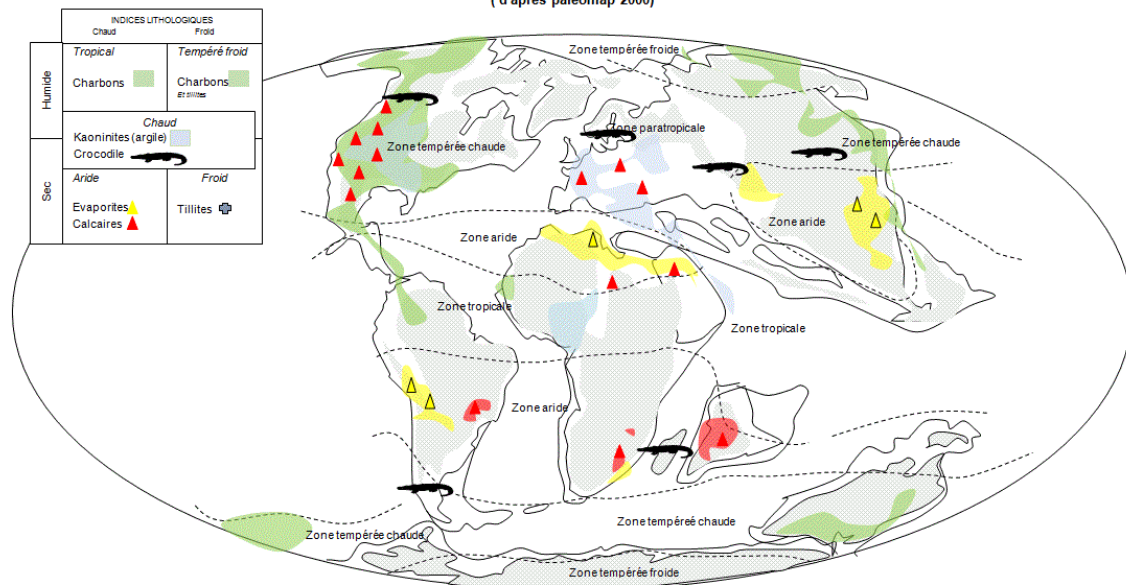 ( d'après paleomap 2000)
INDICES LITHOLOGIQUES
Chaud Froid
Humide
Tropical
Tempéré froid
Charbons
Charbons
Et tillites
Chaud
Kaoninites (argile)
Crocodile
Sec
Aride
Froid
Evaporites
Tillites
Calcaires
Zone tempérée froide
Zone paratropicale
Zone tempérée chaude
Zone tempérée chaude
Zone aride
Zone aride
Zone tropicale
Zone tropicale
Zone aride
Zone tempereé chaude
Zone tempérée chaude
Zone tempérée froide